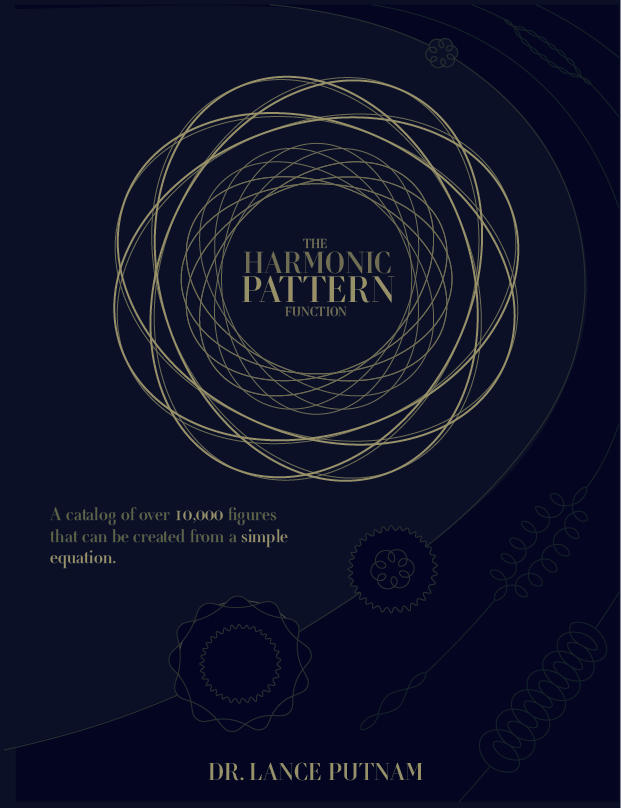 THE
HARMONIC
PATTERN
FUNCTION
A catalog of over 10,000 figures
that can be created from a simple
equation.
DR. LANCE PUTNAM